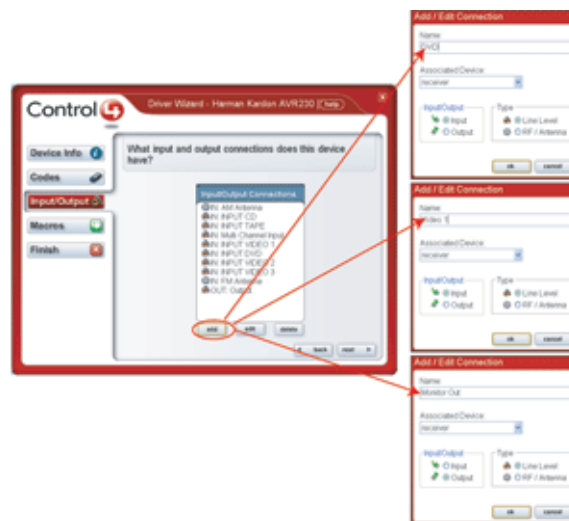 Control4
Driver Wizard - Harman Kardon AVR230 [(help)]
Device Info
Codes
Input/Output
Macros
Finish
What input and output connections does this device
have?
Input/Output Connections
IN: AM Antenna
IN: INPUT CD
IN: INPUT TAPE
IN: Multi Channel Input
IN: INPUT VIDEO 1
IN: INPUT DVD
IN: INPUT VIDEO 2
IN: INPUT VIDEO 3
IN: FM Antenna
OUT: Output
add edit delete
< back next >
Add / Edit Connection
Name:
DVD
Associated Device:
receiver
Input/Output Type
Input Line Level
Output RF / Antenna
ok cancel
Add / Edit Connection
Name:
Video 1
Associated Device:
receiver
Input/Output Type
Input Line Level
Output RF / Antenna
ok cancel
Add / Edit Connection
Name:
Monitor Out
Associated Device:
receiver
Input/Output Type
Input Line Level
Output RF / Antenna
ok cancel